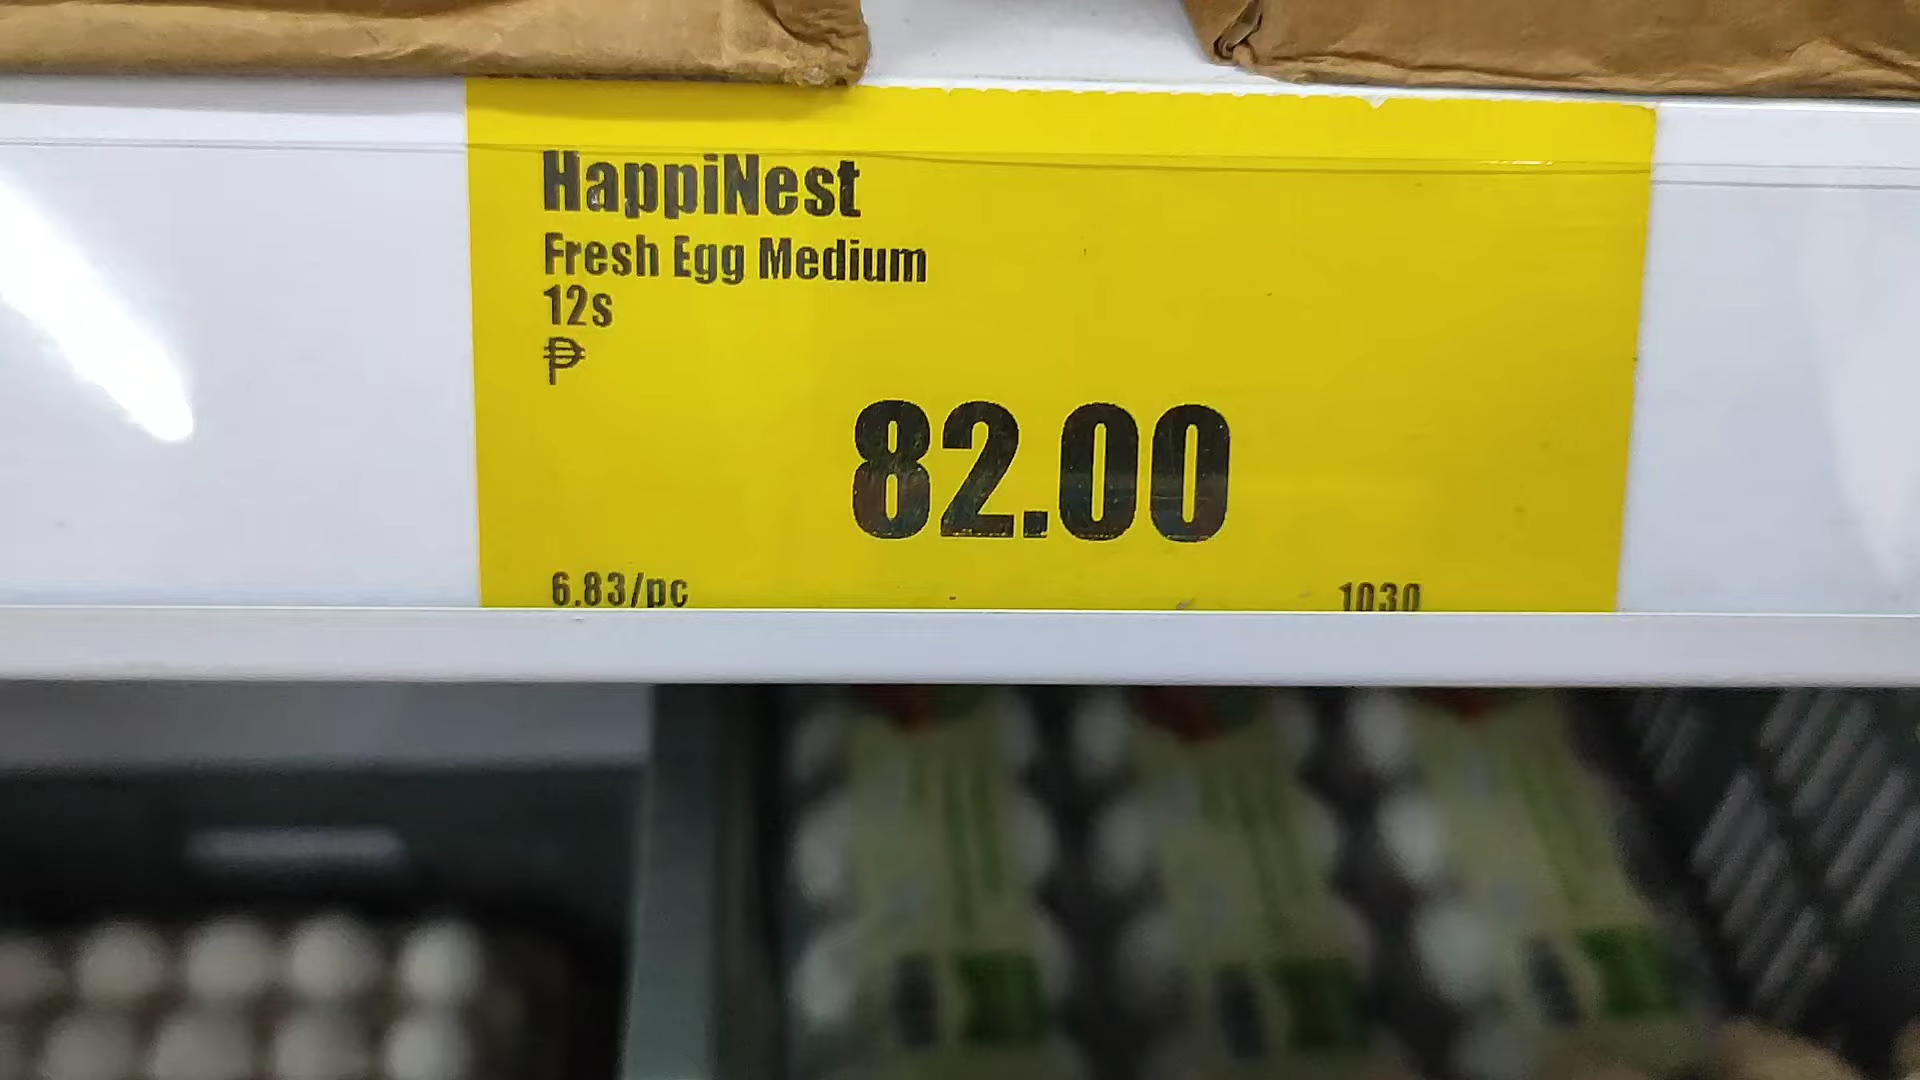 HappiNest
Fresh Egg Medium
12s
₱
82.00
6.83/pc 1030